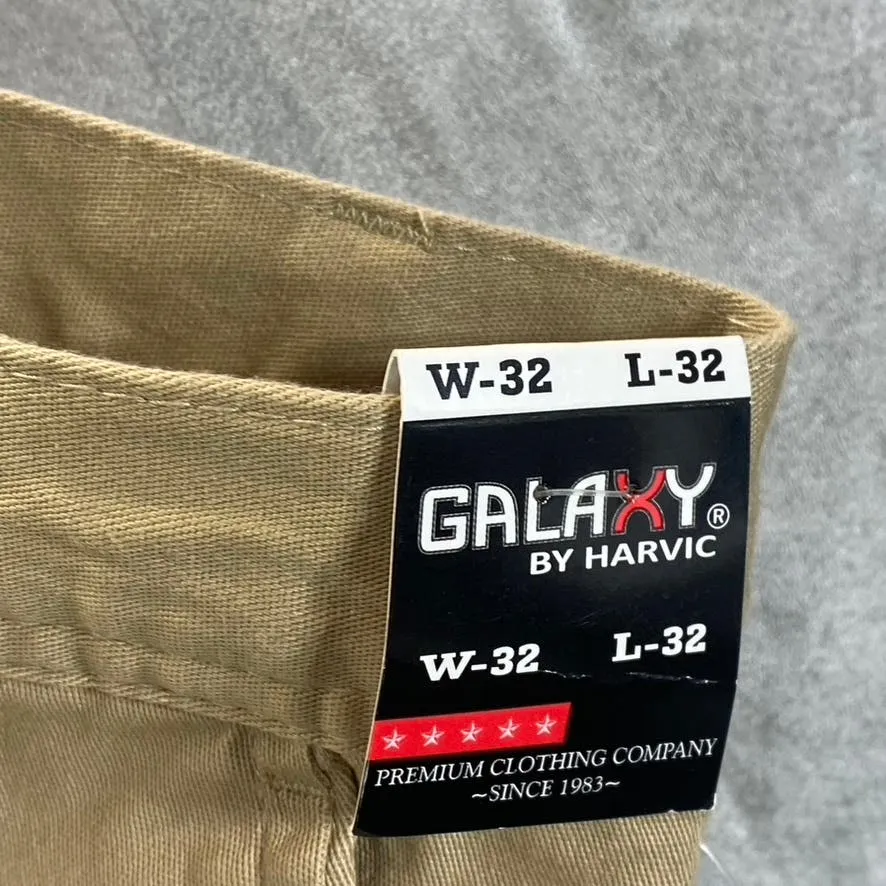 W-32 L-32
GALAXY®
BY HARVIC
W-32 L-32
PREMIUM CLOTHING COMPANY
~SINCE 1983~